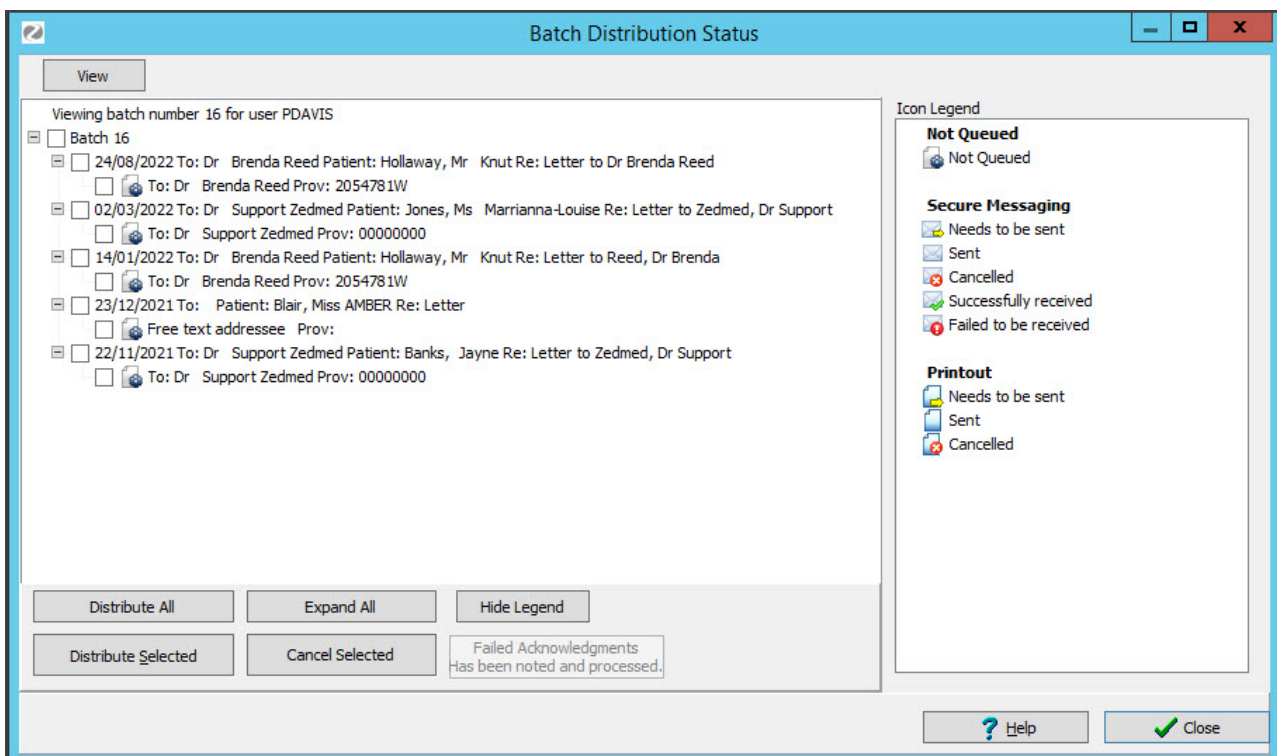 Batch Distribution Status
View
Viewing batch number 16 for user PDAVIS
Batch 16
24/08/2022 To: Dr Brenda Reed Patient: Hollaway, Mr Knut Re: Letter to Dr Brenda Reed
To: Dr Brenda Reed Prov: 2054781W
02/03/2022 To: Dr Support Zedmed Patient: Jones, Ms Marrianna-Louise Re: Letter to Zedmed, Dr Support
To: Dr Support Zedmed Prov: 00000000
14/01/2022 To: Dr Brenda Reed Patient: Hollaway, Mr Knut Re: Letter to Reed, Dr Brenda
To: Dr Brenda Reed Prov: 2054781W
23/12/2021 To: Patient: Blair, Miss AMBER Re: Letter
Free text addressee Prov:
22/11/2021 To: Dr Support Zedmed Patient: Banks, Jayne Re: Letter to Zedmed, Dr Support
To: Dr Support Zedmed Prov: 00000000
Distribute All
Expand All
Hide Legend
Distribute Selected
Cancel Selected
Failed Acknowledgments
Has been noted and processed.
Icon Legend
Not Queued
Not Queued
Secure Messaging
Needs to be sent
Sent
Cancelled
Successfully received
Failed to be received
Printout
Needs to be sent
Sent
Cancelled
Help
Close